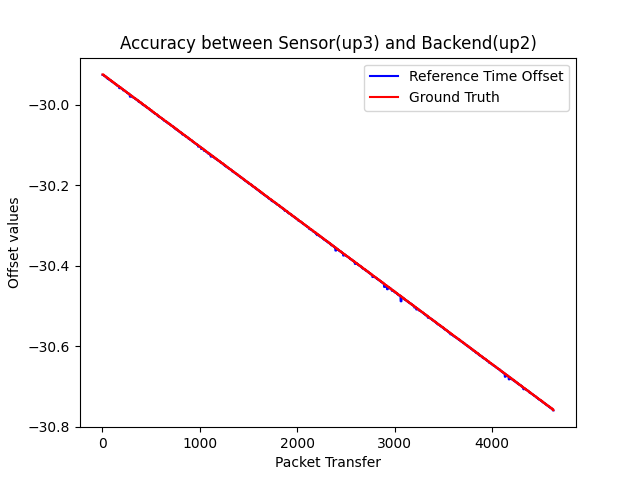 Accuracy between Sensor(up3) and Backend(up2)
Reference Time Offset
Ground Truth
−30.0
−30.2
−30.4
−30.6
−30.8
Offset values
0 1000 2000 3000 4000
Packet Transfer